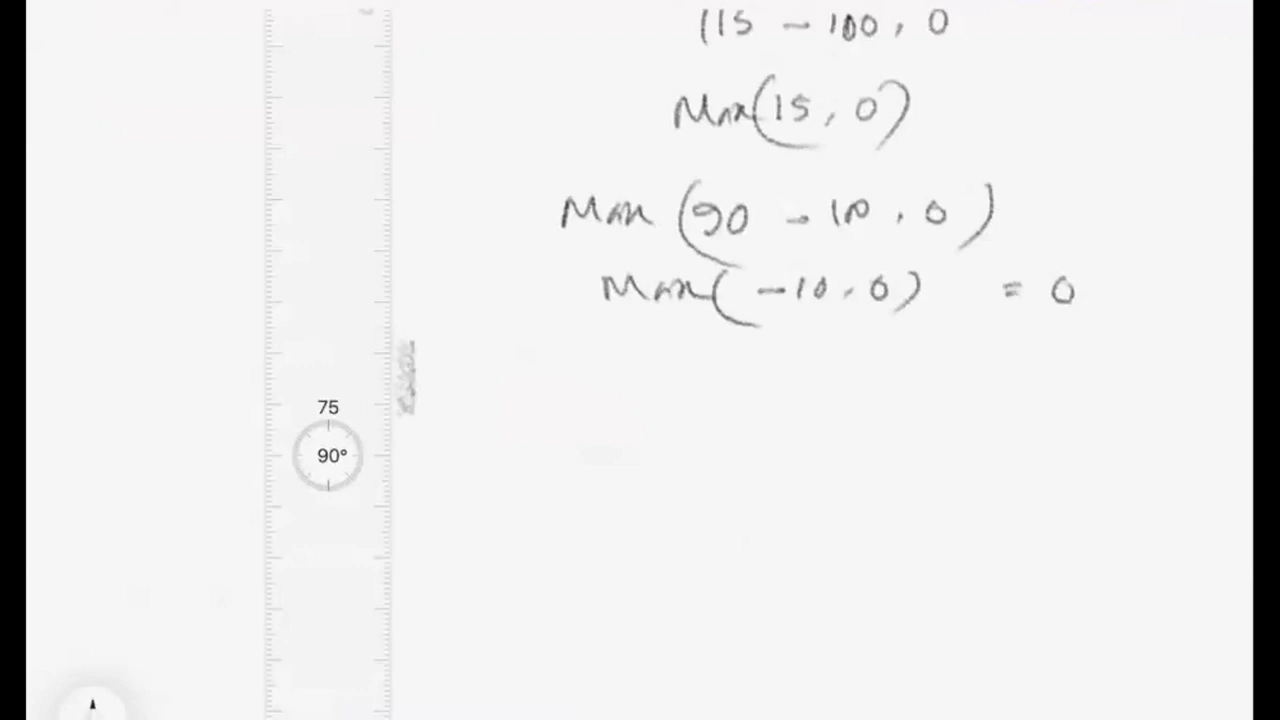 115 - 100, 0
Max(15, 0)
Max (90 - 100, 0)
Max(-10, 0) = 0
75
90°